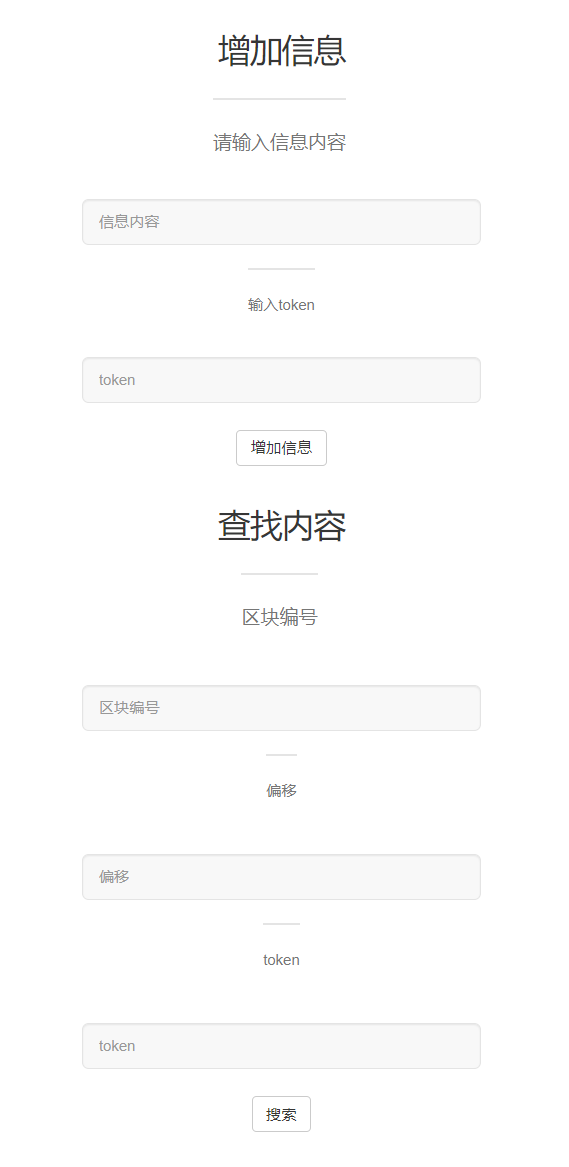 增加信息
请输入信息内容
信息内容
输入token
token
增加信息
查找内容
区块编号
区块编号
偏移
偏移
token
token
搜索